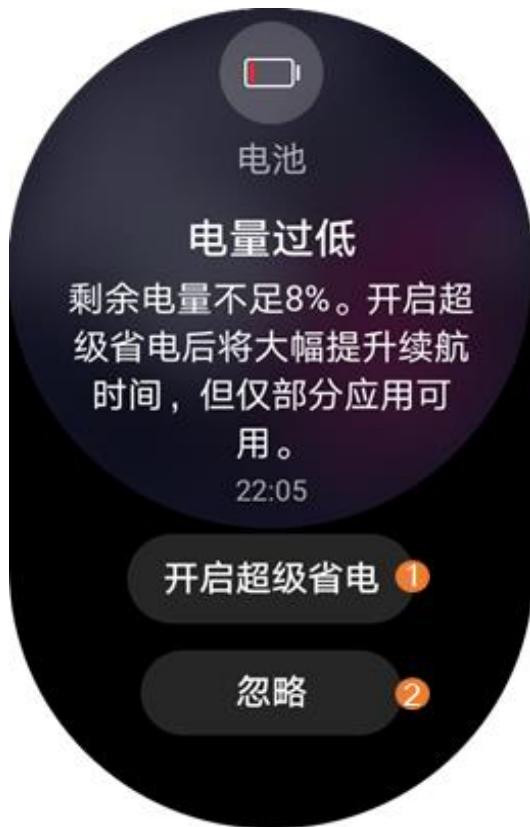 电池
电量过低
剩余电量不足8%。开启超
级省电后将大幅提升续航
时间，但仅部分应用可
用。
22:05
开启超级省电 1
忽略 2